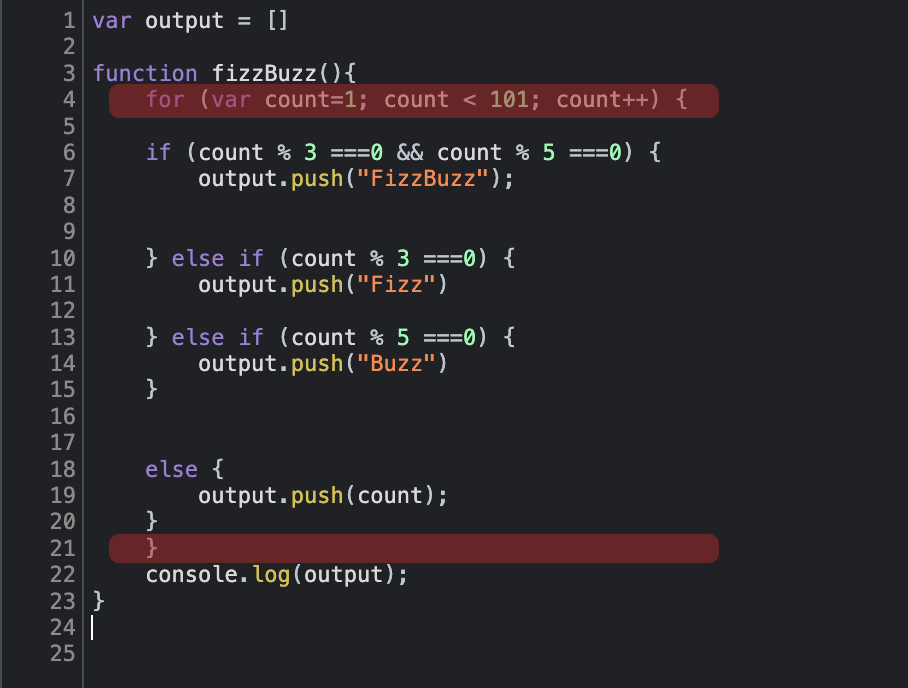 1 var output = []
2
3 function fizzBuzz(){
4     for (var count=1; count < 101; count++) {
5
6     if (count % 3 ===0 && count % 5 ===0) {
7         output.push("FizzBuzz");
8
9
10     } else if (count % 3 ===0) {
11         output.push("Fizz")
12
13     } else if (count % 5 ===0) {
14         output.push("Buzz")
15     }
16
17
18     else {
19         output.push(count);
20     }
21     }
22     console.log(output);
23 }
24
25